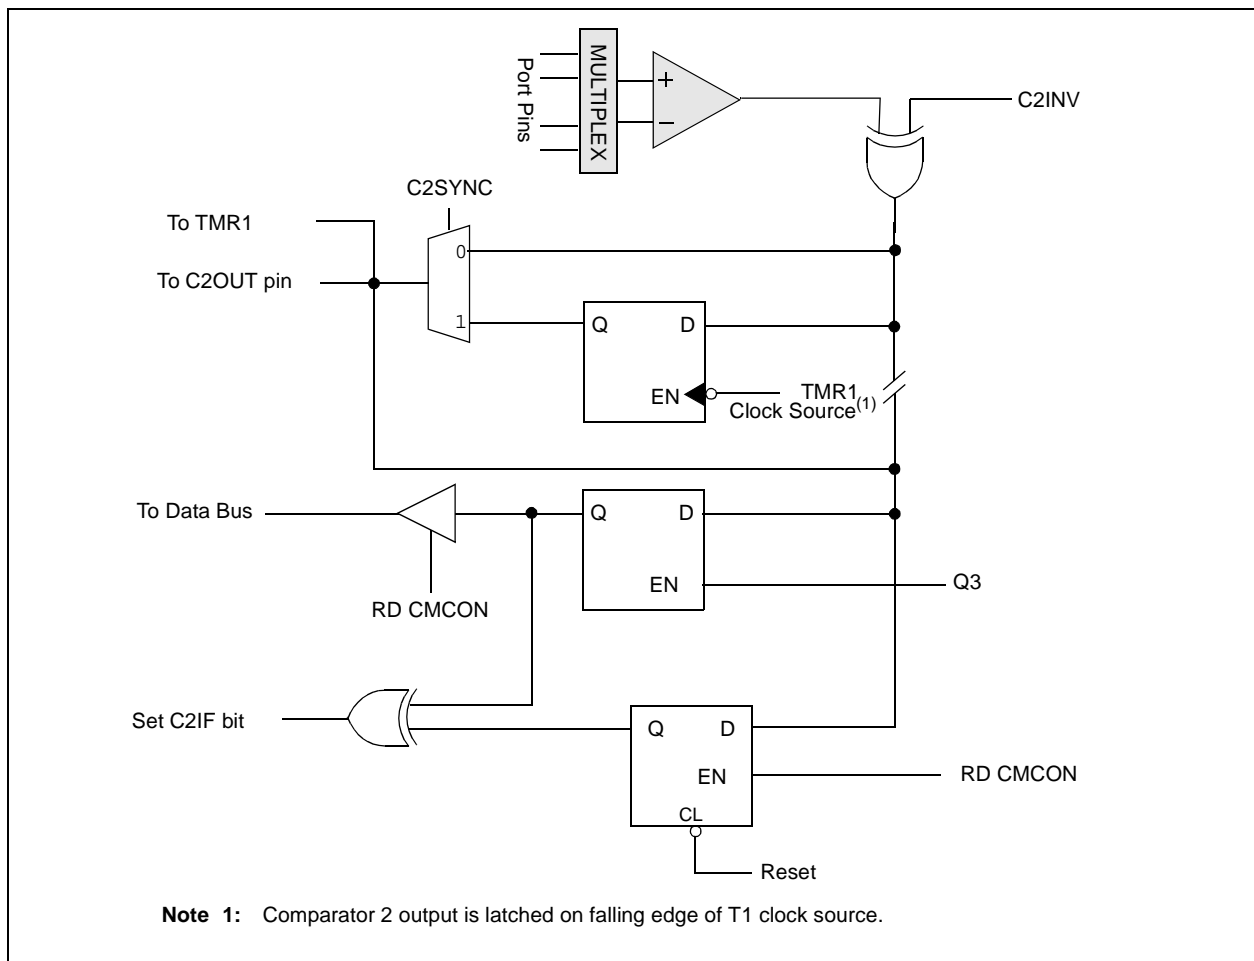 Port Pins
MULTIPLEX
+
−
C2INV
C2SYNC
To TMR1
0
To C2OUT pin
1
Q D
EN
TMR1
Clock Source(1)
To Data Bus
Q D
EN
Q3
RD CMCON
Set C2IF bit
Q D
EN
RD CMCON
CL
Reset
Note 1: Comparator 2 output is latched on falling edge of T1 clock source.